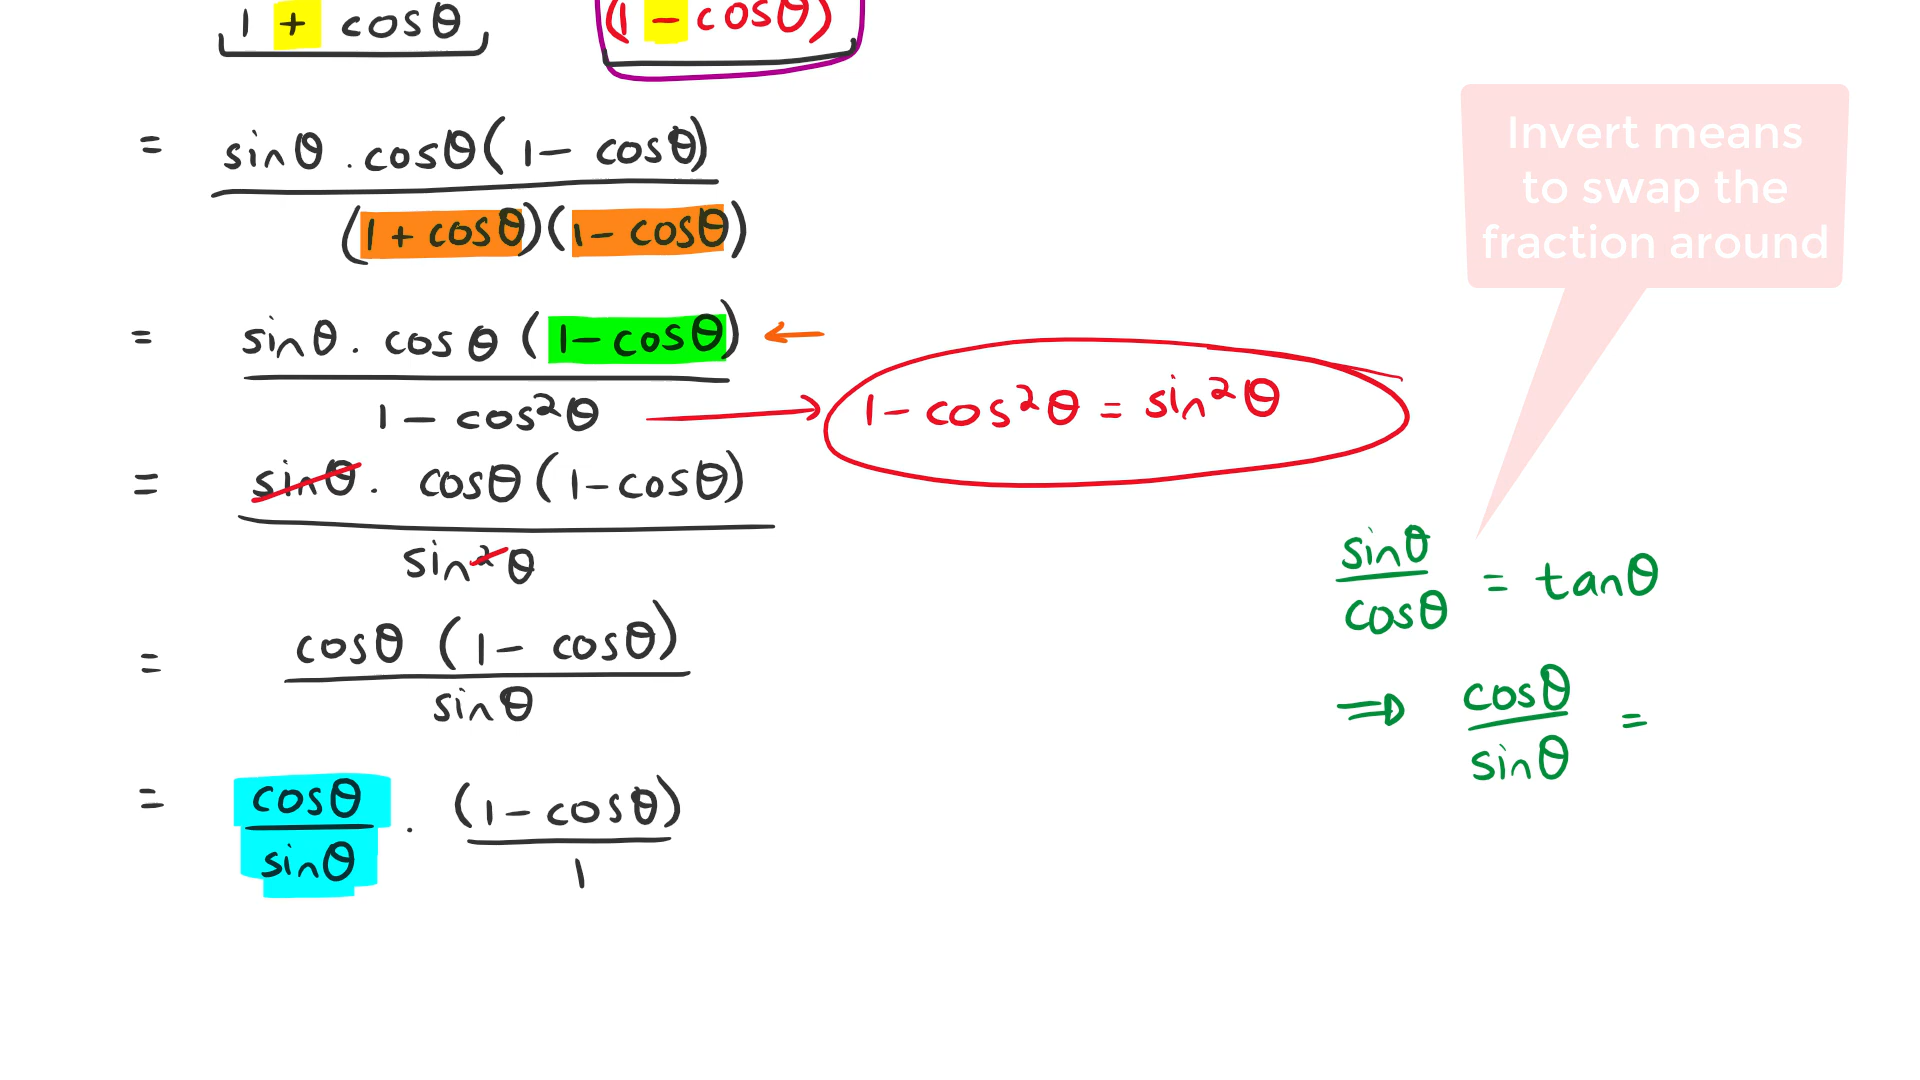 1 + cosθ (1 − cosθ)
= sinθ . cosθ(1 − cosθ)
(1 + cosθ)(1 − cosθ)
= sinθ . cosθ (1 − cosθ) ←
1 − cos²θ → 1 − cos²θ = sin²θ
= sinθ . cosθ (1 − cosθ)
sin²θ
= cosθ (1 − cosθ)
sinθ
= cosθ . (1 − cosθ)
sinθ 1
Invert means
to swap the
fraction around
sinθ
cosθ = tanθ
⇒ cosθ =
sinθ